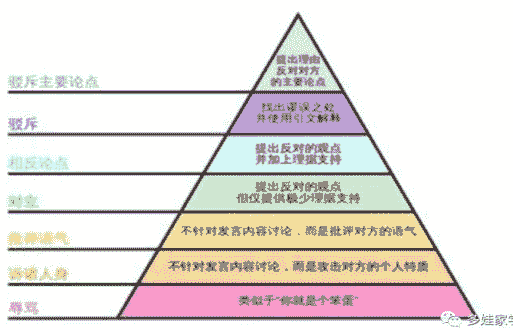 提出理由
反对对方
的主要论点
驳斥主要论点
找出谬误之处
并使用引文解释
驳斥
提出反对的观点
并加上理据支持
相反论点
提出反对的观点
但仅提供极少理据支持
对立
不针对发言内容讨论，而是批评对方的语气
批评语气
不针对发言内容讨论，而是攻击对方的个人特质
诉诸人身
类似于“你就是个笨蛋”
辱骂
多娃家学